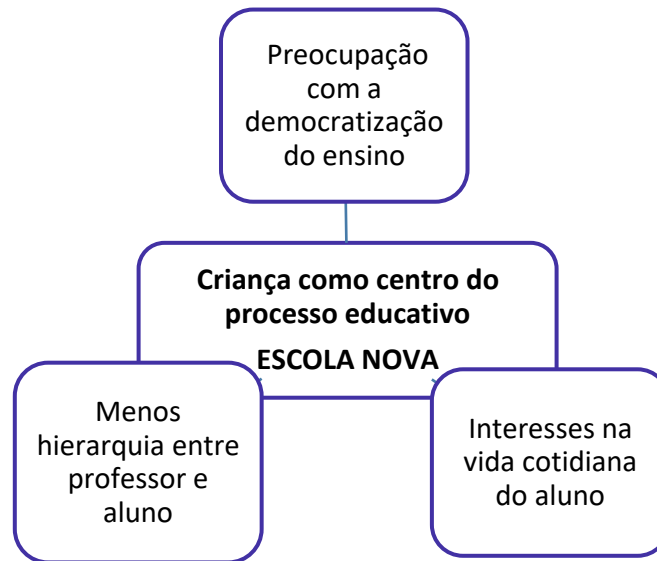 Preocupação
com a
democratização
do ensino
Criança como centro do
processo educativo
ESCOLA NOVA
Menos
hierarquia entre
professor e
aluno
Interesses na
vida cotidiana
do aluno